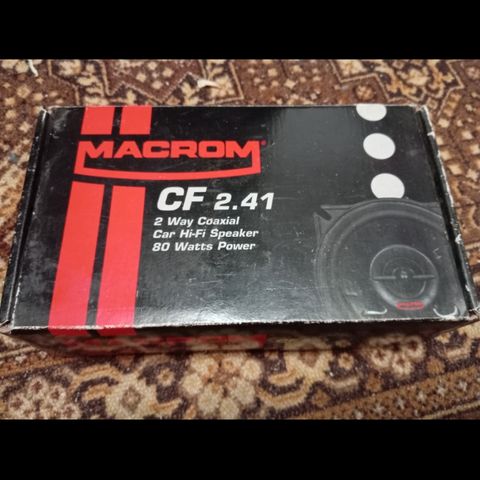 MACROM
CF 2.41
2 Way Coaxial
Car Hi-Fi Speaker
80 Watts Power